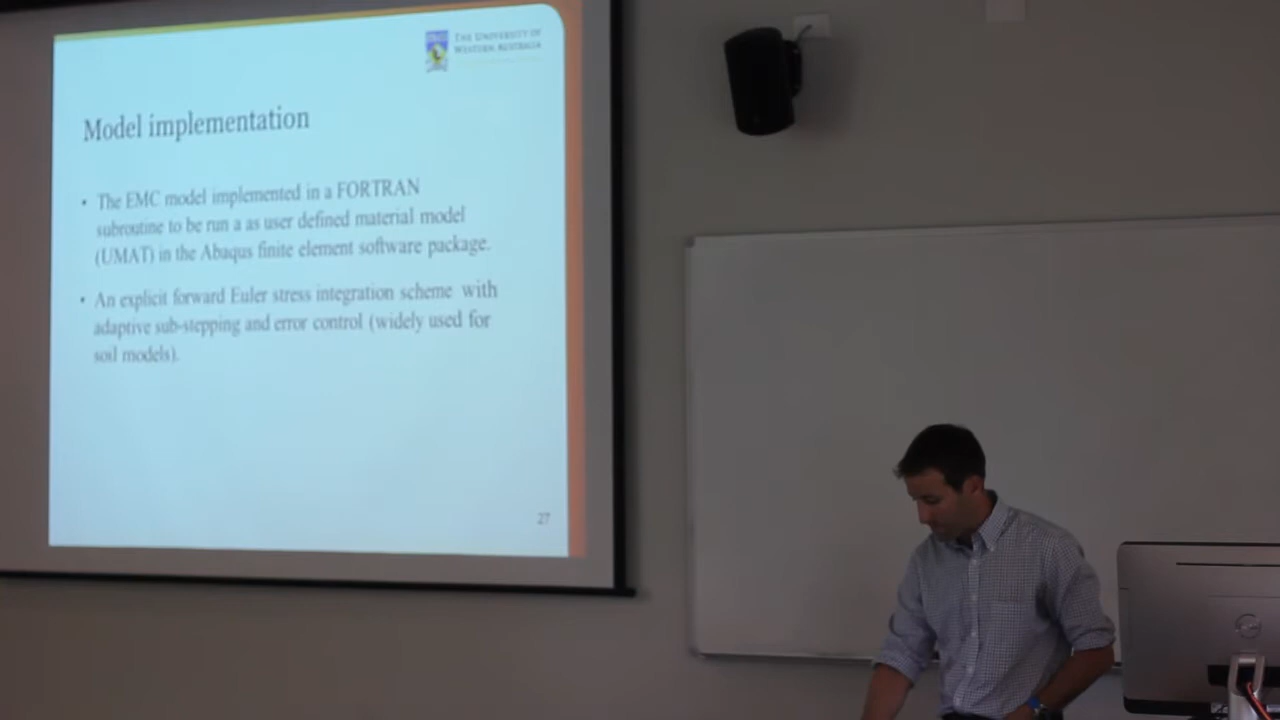 THE UNIVERSITY OF
WESTERN AUSTRALIA
Model implementation
• The EMC model implemented in a FORTRAN
subroutine to be run a as user defined material model
(UMAT) in the Abaqus finite element software package.
• An explicit forward Euler stress integration scheme with
adaptive sub-stepping and error control (widely used for
soil models).
27